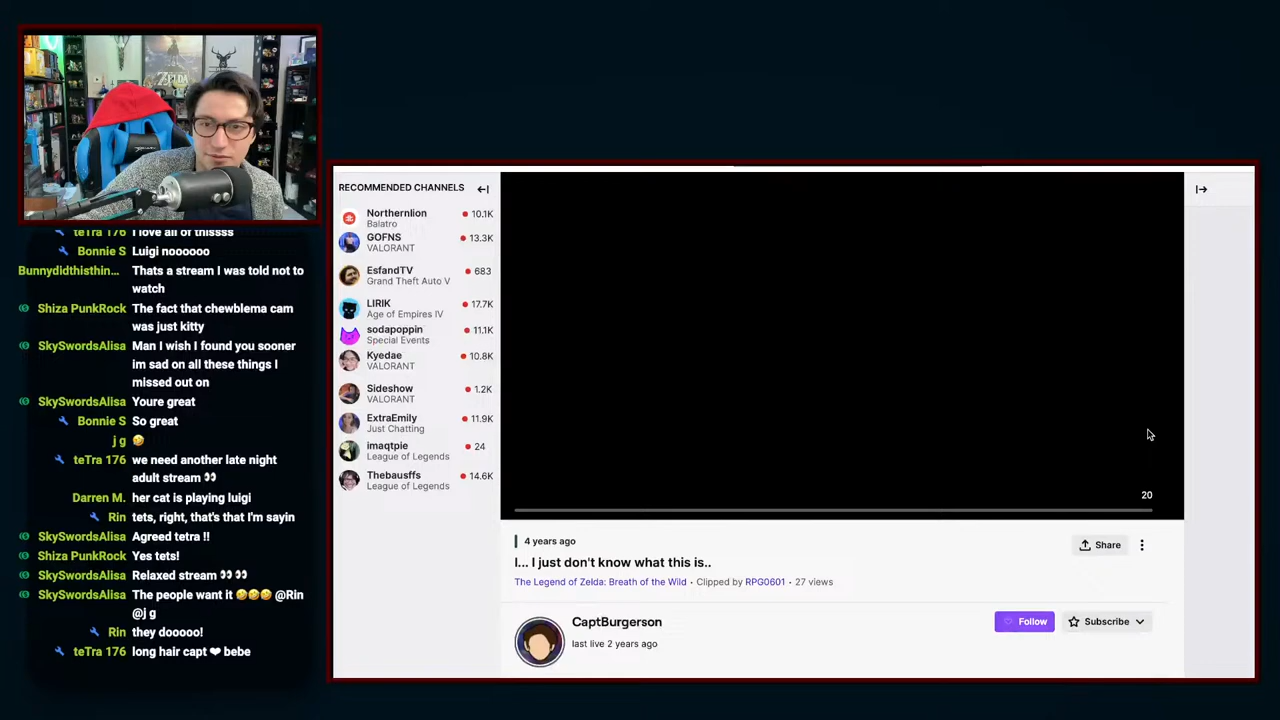 ZELDA
teTra 176 I love all of thissss
Bonnie S Luigi noooooo
Bunnydidthisthin... Thats a stream I was told not to
watch
Shiza PunkRock The fact that chewblema cam
was just kitty
SkySwordsAlisa Man I wish I found you sooner
im sad on all these things I
missed out on
SkySwordsAlisa Youre great
Bonnie S So great
j g 🤣
teTra 176 we need another late night
adult stream 👀
Darren M. her cat is playing luigi
Rin tets, right, that's that I'm sayin
SkySwordsAlisa Agreed tetra !!
Shiza PunkRock Yes tets!
SkySwordsAlisa Relaxed stream 👀👀
SkySwordsAlisa The people want it 🤣🤣🤣 @Rin
@j g
Rin they dooooo!
teTra 176 long hair capt ❤ bebe
RECOMMENDED CHANNELS
Northernlion 10.1K
Balatro
GOFNS 13.3K
VALORANT
EsfandTV 683
Grand Theft Auto V
LIRIK 17.7K
Age of Empires IV
sodapoppin 11.1K
Special Events
Kyedae 10.8K
VALORANT
Sideshow 1.2K
VALORANT
ExtraEmily 11.9K
Just Chatting
imaqtpie 24
League of Legends
Thebausffs 14.6K
League of Legends
20
4 years ago
I... I just don't know what this is..
The Legend of Zelda: Breath of the Wild • Clipped by RPG0601 • 27 views
Share
CaptBurgerson
last live 2 years ago
Follow
Subscribe